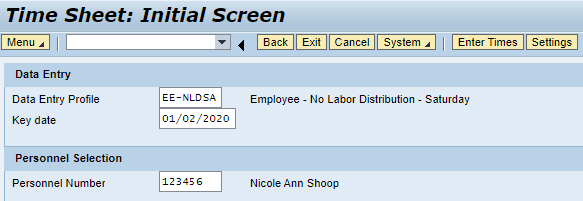 Time Sheet: Initial Screen
Menu Back Exit Cancel System Enter Times Settings
Data Entry
Data Entry Profile EE-NLDSA Employee - No Labor Distribution - Saturday
Key date 01/02/2020
Personnel Selection
Personnel Number 123456 Nicole Ann Shoop